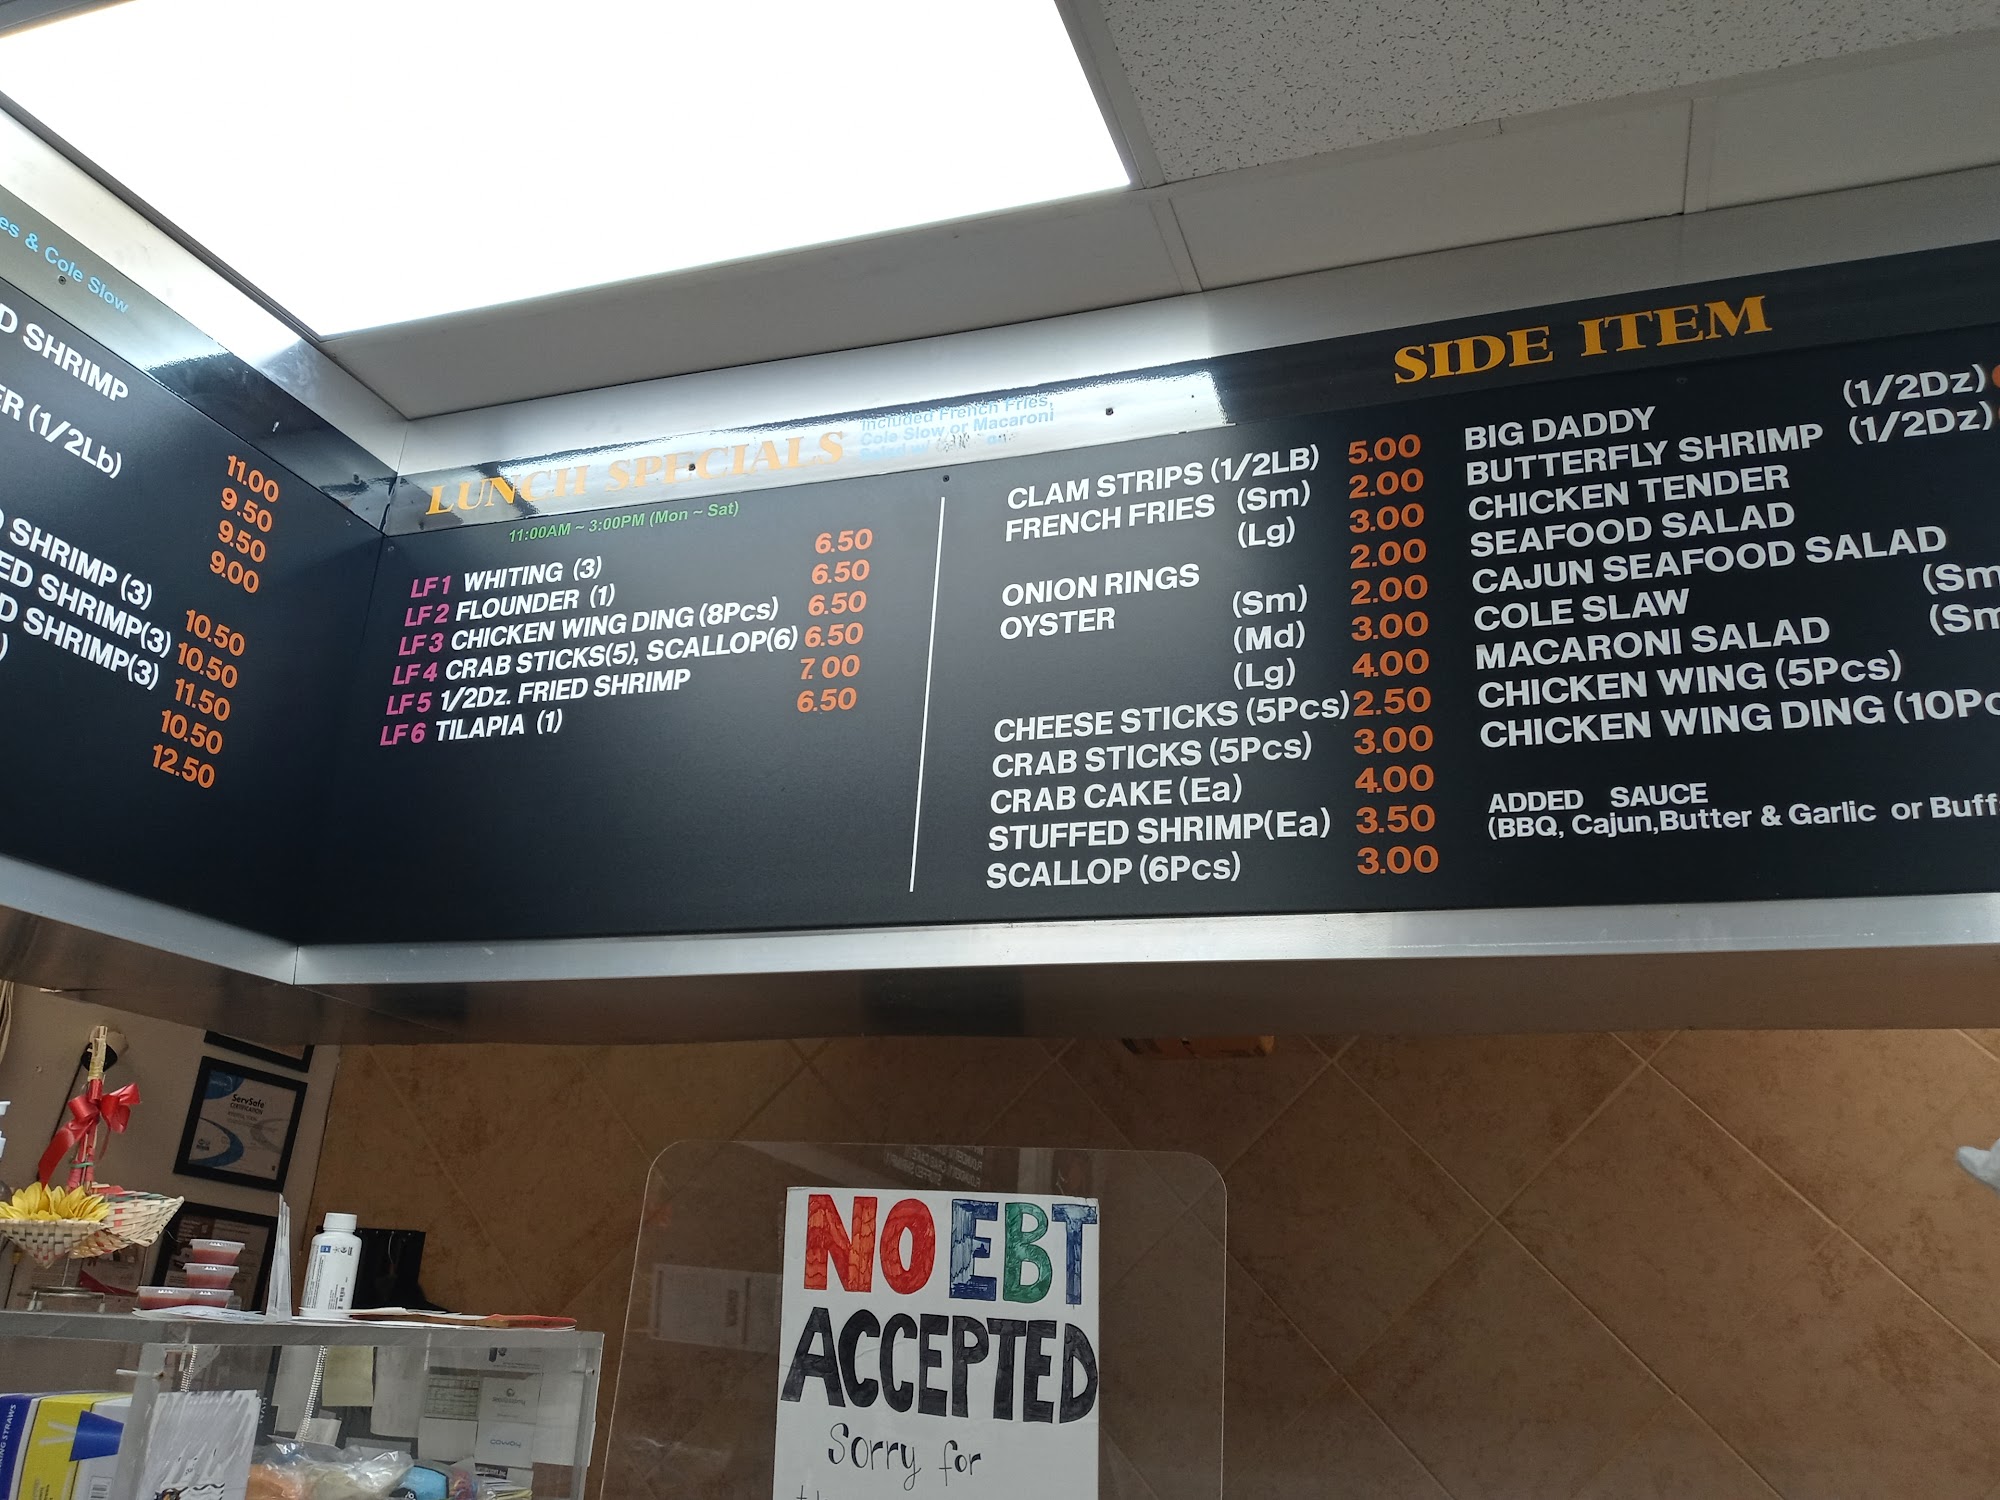 es & Cole Slow
D SHRIMP
ER (1/2Lb)
11.00
9.50
9.50
9.00
SHRIMP (3) 10.50
ED SHRIMP(3) 10.50
D SHRIMP(3) 11.50
10.50
12.50
LUNCH SPECIALS
Included French Fries,
Cole Slow or Macaroni
Salad w/
11:00AM ~ 3:00PM (Mon ~ Sat)
LF1 WHITING (3) 6.50
LF2 FLOUNDER (1) 6.50
LF3 CHICKEN WING DING (8Pcs) 6.50
LF4 CRAB STICKS(5), SCALLOP(6) 6.50
LF5 1/2Dz. FRIED SHRIMP 7.00
LF6 TILAPIA (1) 6.50
SIDE ITEM
CLAM STRIPS (1/2LB) 5.00
FRENCH FRIES (Sm) 2.00
(Lg) 3.00
ONION RINGS 2.00
OYSTER (Sm) 2.00
(Md) 3.00
(Lg) 4.00
CHEESE STICKS (5Pcs) 2.50
CRAB STICKS (5Pcs) 3.00
CRAB CAKE (Ea) 4.00
STUFFED SHRIMP(Ea) 3.50
SCALLOP (6Pcs) 3.00
BIG DADDY (1/2Dz)
BUTTERFLY SHRIMP (1/2Dz)
CHICKEN TENDER
SEAFOOD SALAD
CAJUN SEAFOOD SALAD
COLE SLAW (Sm
MACARONI SALAD (Sm
CHICKEN WING (5Pcs)
CHICKEN WING DING (10Pc
ADDED SAUCE
(BBQ, Cajun,Butter & Garlic or Buff
ServSafe
CERTIFICATION
NO EBT
ACCEPTED
Sorry for